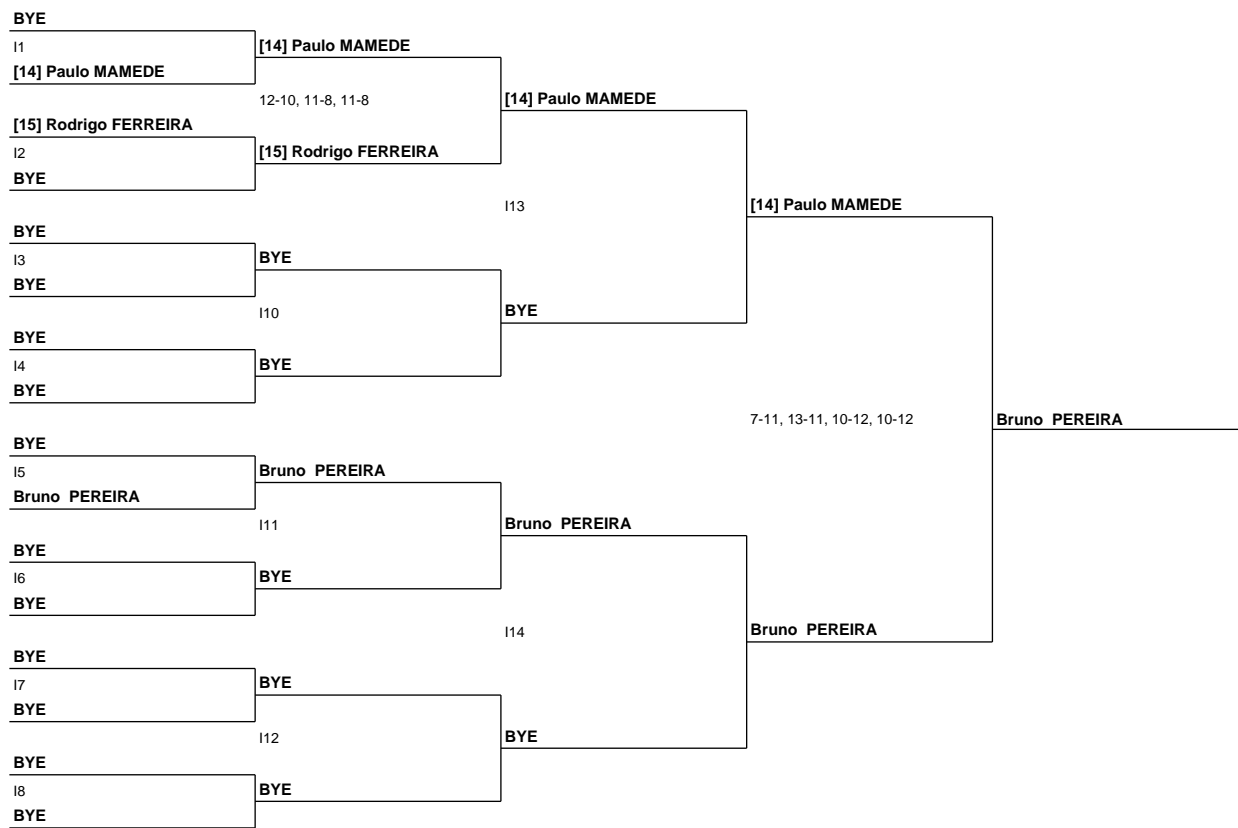 BYE
I1
[14] Paulo MAMEDE
[14] Paulo MAMEDE
12-10, 11-8, 11-8
[14] Paulo MAMEDE
[15] Rodrigo FERREIRA
I2
[15] Rodrigo FERREIRA
BYE
I13
[14] Paulo MAMEDE
BYE
I3
BYE
BYE
I10
BYE
BYE
I4
BYE
BYE
7-11, 13-11, 10-12, 10-12
Bruno PEREIRA
BYE
I5
Bruno PEREIRA
Bruno PEREIRA
I11
Bruno PEREIRA
BYE
I6
BYE
BYE
I14
Bruno PEREIRA
BYE
I7
BYE
BYE
I12
BYE
BYE
I8
BYE
BYE